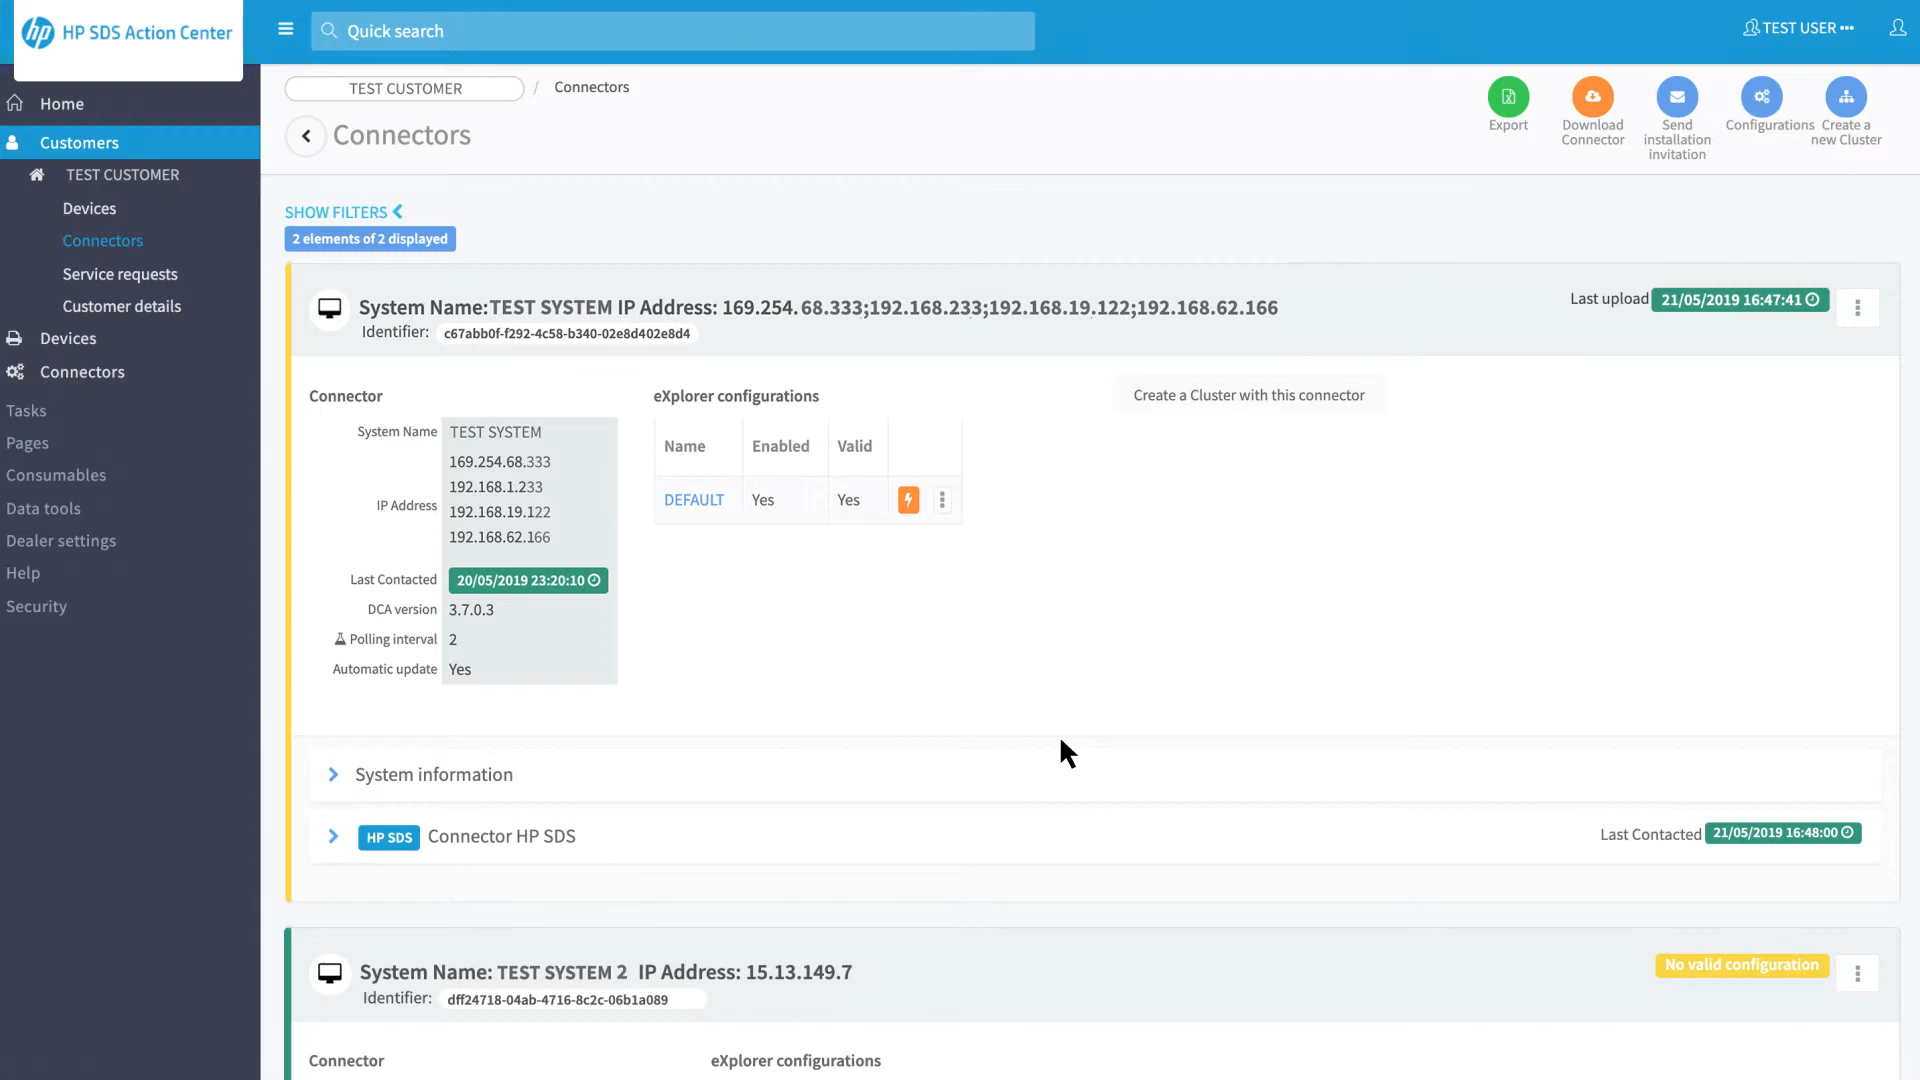 hp HP SDS Action Center
Quick search
TEST USER
Home
Customers
TEST CUSTOMER
Devices
Connectors
Service requests
Customer details
Devices
Connectors
Tasks
Pages
Consumables
Data tools
Dealer settings
Help
Security
TEST CUSTOMER / Connectors
Connectors
Export
Download
Connector
Send
installation
invitation
Configurations
Create a
new Cluster
SHOW FILTERS
2 elements of 2 displayed
System Name:TEST SYSTEM IP Address: 169.254.68.333;192.168.233;192.168.19.122;192.168.62.166
Identifier: c67abb0f-f292-4c58-b340-02e8d402e8d4
Last upload 21/05/2019 16:47:41
Connector
System Name TEST SYSTEM
IP Address
169.254.68.333
192.168.1.233
192.168.19.122
192.168.62.166
Last Contacted 20/05/2019 23:20:10
DCA version 3.7.0.3
Polling interval 2
Automatic update Yes
eXplorer configurations
Name Enabled Valid
DEFAULT Yes Yes
Create a Cluster with this connector
System information
HP SDS Connector HP SDS
Last Contacted 21/05/2019 16:48:00
System Name: TEST SYSTEM 2 IP Address: 15.13.149.7
Identifier: dff24718-04ab-4716-8c2c-06b1a089
No valid configuration
Connector
eXplorer configurations